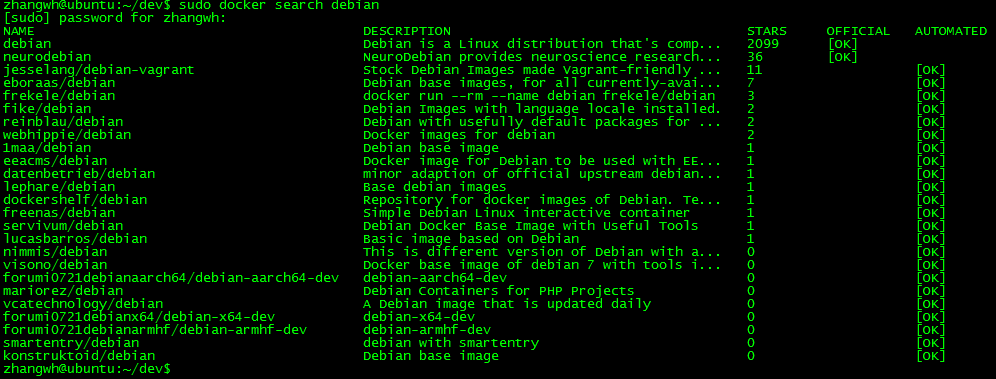 zhangwh@ubuntu:~/dev$ sudo docker search debian
[sudo] password for zhangwh:
NAME DESCRIPTION STARS OFFICIAL AUTOMATED
debian Debian is a Linux distribution that's comp... 2099 [OK]
neurodebian NeuroDebian provides neuroscience research... 36 [OK]
jesselang/debian-vagrant Stock Debian Images made Vagrant-friendly ... 11 [OK]
eboraas/debian Debian base images, for all currently-avai... 7 [OK]
frekele/debian docker run --rm --name debian frekele/debian 3 [OK]
fike/debian Debian Images with language locale installed. 2 [OK]
reinblau/debian Debian with usefully default packages for ... 2 [OK]
webhippie/debian Docker images for debian 2 [OK]
1maa/debian Debian base image 1 [OK]
eeacms/debian Docker image for Debian to be used with EE... 1 [OK]
datenbetrieb/debian minor adaption of official upstream debian... 1 [OK]
lephare/debian Base debian images 1 [OK]
dockershelf/debian Repository for docker images of Debian. Te... 1 [OK]
freenas/debian Simple Debian Linux interactive container 1 [OK]
servivum/debian Debian Docker Base Image with Useful Tools 1 [OK]
lucasbarros/debian Basic image based on Debian 1 [OK]
nimmis/debian This is different version of Debian with a... 0 [OK]
visono/debian Docker base image of debian 7 with tools i... 0 [OK]
forumi0721debianaarch64/debian-aarch64-dev debian-aarch64-dev 0 [OK]
mariorez/debian Debian Containers for PHP Projects 0 [OK]
vcatechnology/debian A Debian image that is updated daily 0 [OK]
forumi0721debianx64/debian-x64-dev debian-x64-dev 0 [OK]
forumi0721debianarmhf/debian-armhf-dev debian-armhf-dev 0 [OK]
smartentry/debian debian with smartentry 0 [OK]
konstruktoid/debian Debian base image 0 [OK]
zhangwh@ubuntu:~/dev$